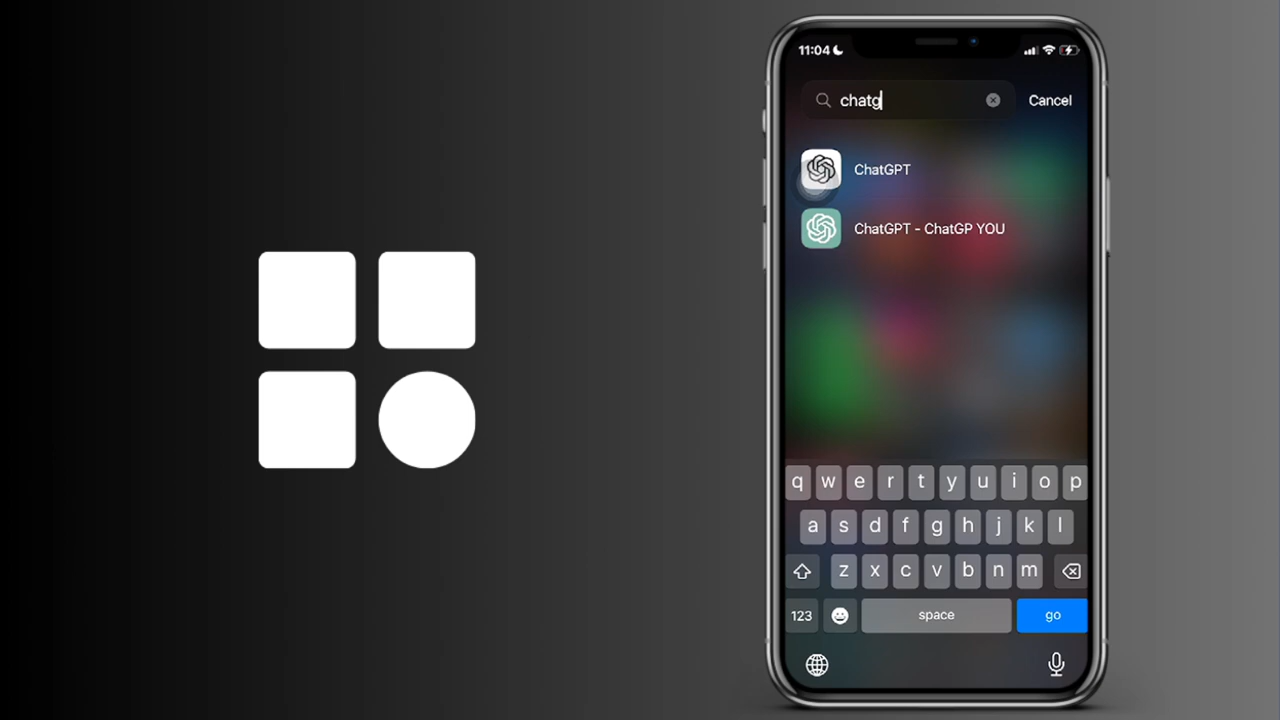 11:04
chatg
Cancel
ChatGPT
ChatGPT - ChatGP YOU
q w e r t y u i o p
a s d f g h j k l
z x c v b n m
123 space go